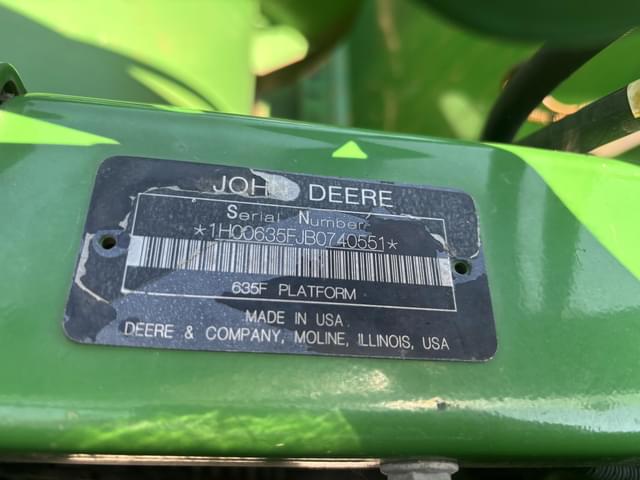 JOHN DEERE
Serial Number
*1H00635FJB0740551*
635F PLATFORM
MADE IN USA
DEERE & COMPANY, MOLINE, ILLINOIS, USA